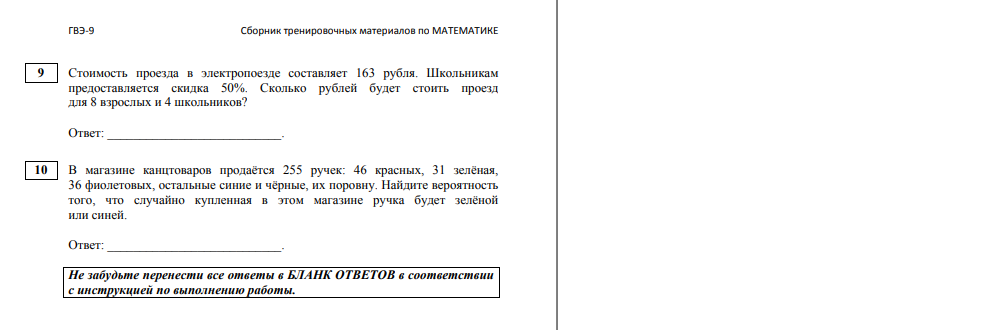 ГВЭ-9 Сборник тренировочных материалов по МАТЕМАТИКЕ
9 Стоимость проезда в электропоезде составляет 163 рубля. Школьникам
предоставляется скидка 50%. Сколько рублей будет стоить проезд
для 8 взрослых и 4 школьников?
Ответ: ___________________________.
10 В магазине канцтоваров продаётся 255 ручек: 46 красных, 31 зелёная,
36 фиолетовых, остальные синие и чёрные, их поровну. Найдите вероятность
того, что случайно купленная в этом магазине ручка будет зелёной
или синей.
Ответ: ___________________________.
Не забудьте перенести все ответы в БЛАНК ОТВЕТОВ в соответствии
с инструкцией по выполнению работы.